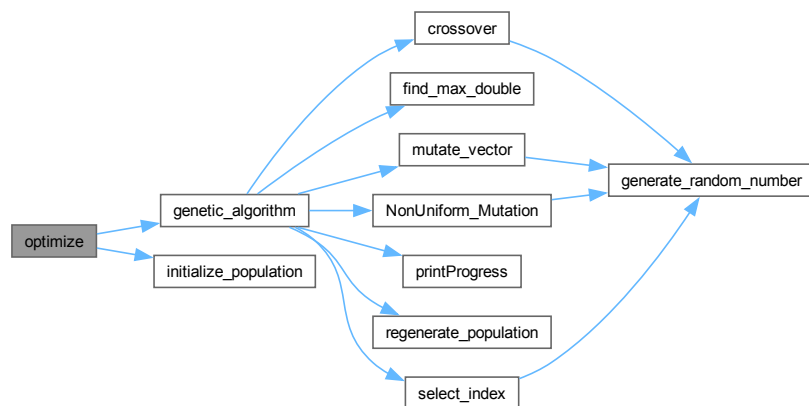 optimize
genetic_algorithm
initialize_population
crossover
find_max_double
mutate_vector
NonUniform_Mutation
printProgress
regenerate_population
select_index
generate_random_number